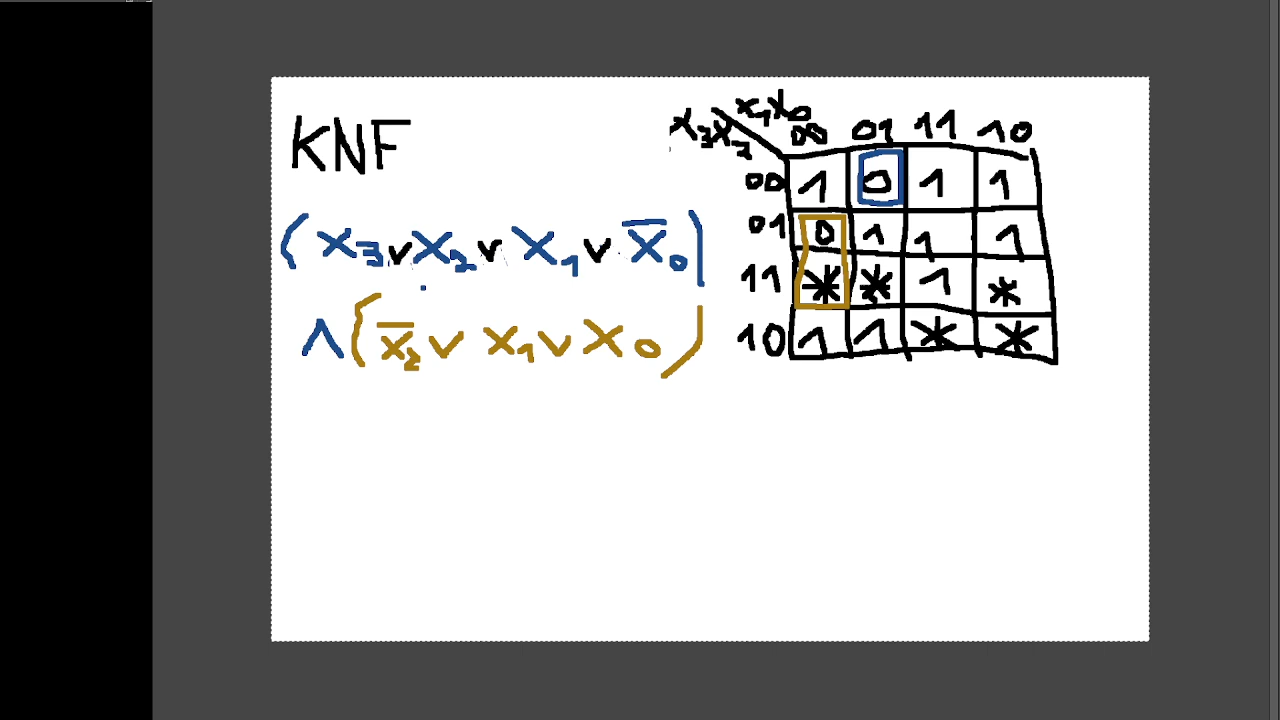 KNF
(x₃ ∨ x₂ ∨ x₁ ∨ x̅₀)
∧ (x̅₂ ∨ x₁ ∨ x₀)
x₃x₂ \ x₁x₀ 00 01 11 10
00 1 0 1 1
01 0 1 1 1
11 * * 1 *
10 1 1 * *